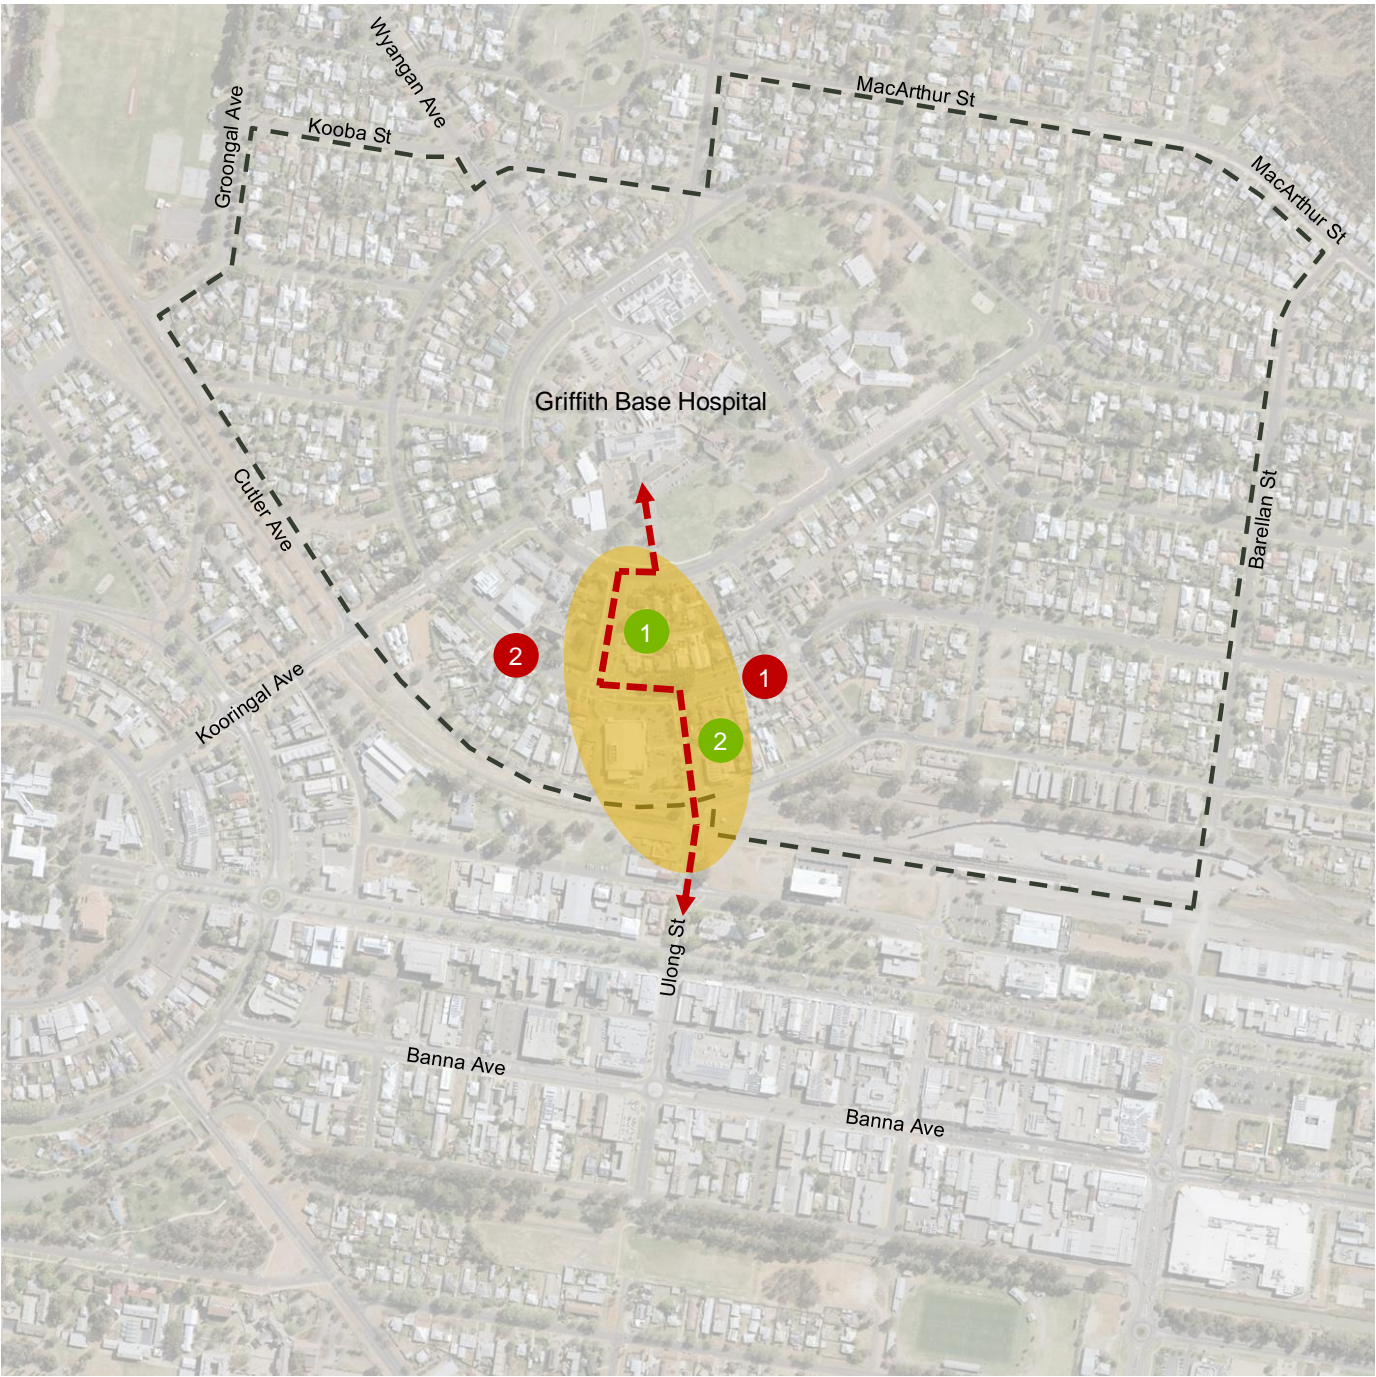 Wyangan Ave
MacArthur St
Groongal Ave
Kooba St
MacArthur St
Griffith Base Hospital
Cutler Ave
Barellan St
1
2
1
Kooringal Ave
2
Ulong St
Banna Ave
Banna Ave